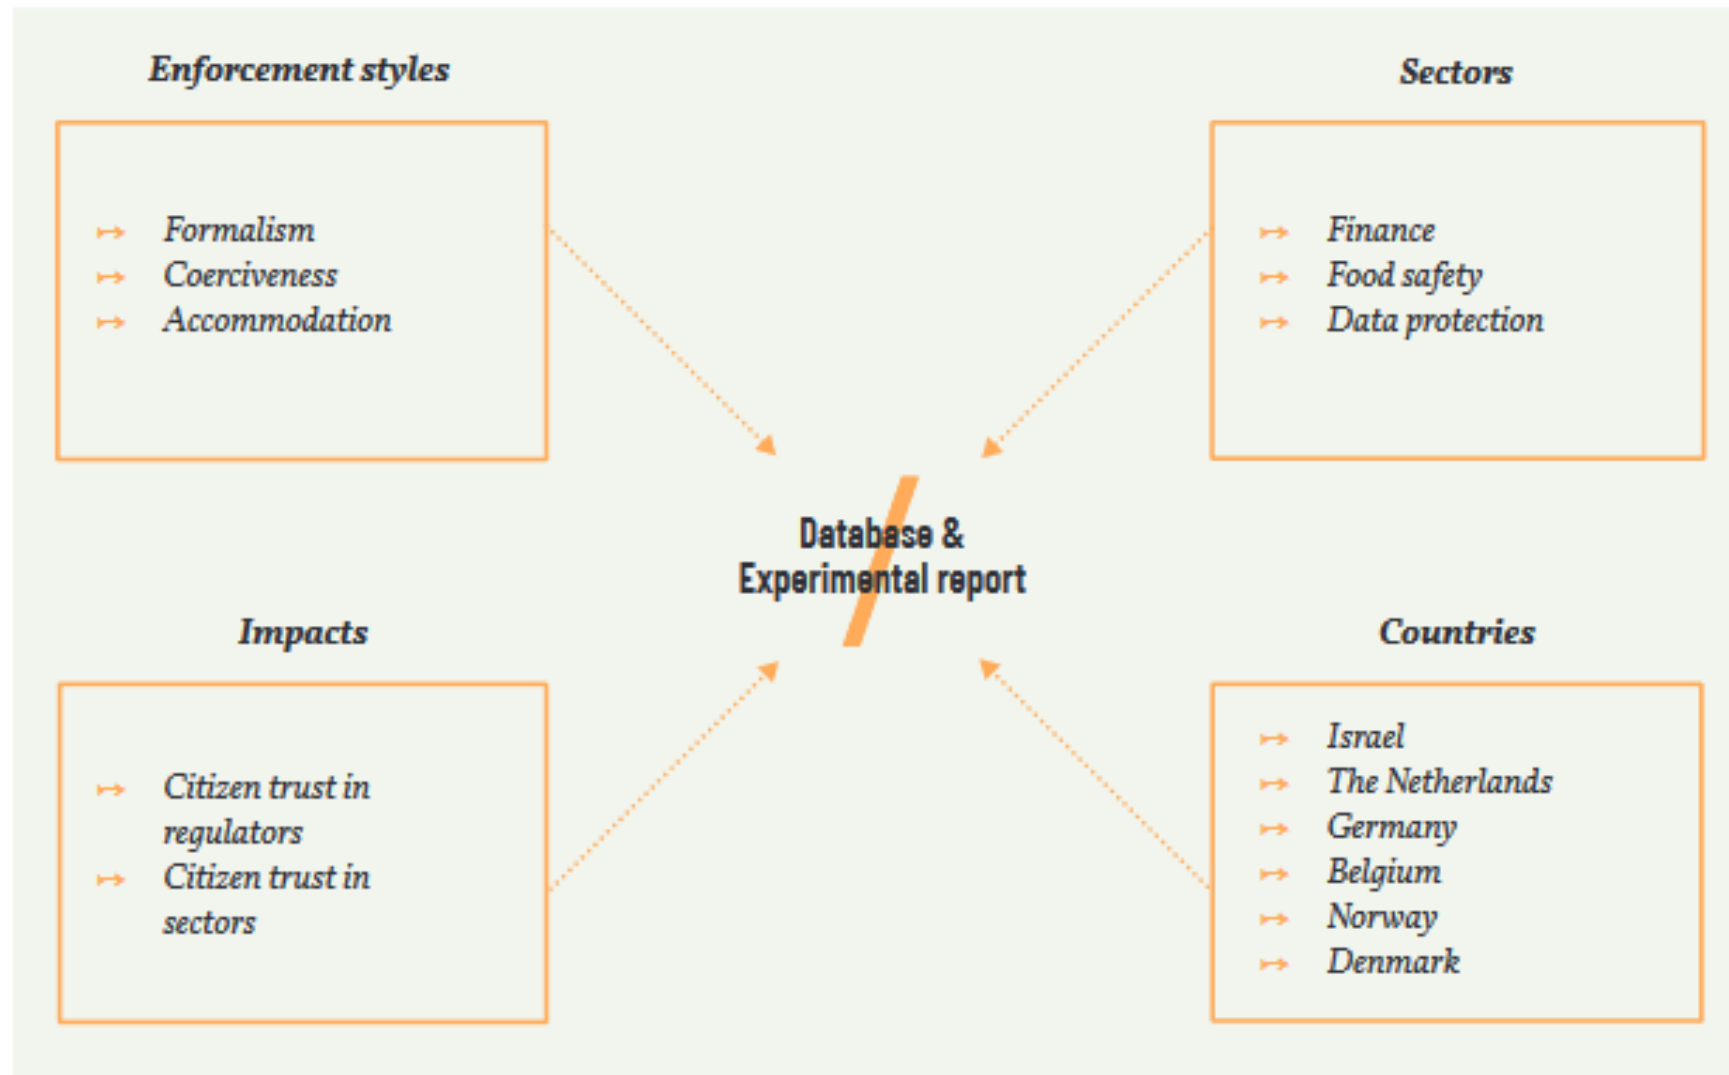 Enforcement styles
Formalism
Coerciveness
Accommodation
Sectors
Finance
Food safety
Data protection
Database &
Experimental report
Impacts
Citizen trust in
regulators
Citizen trust in
sectors
Countries
Israel
The Netherlands
Germany
Belgium
Norway
Denmark